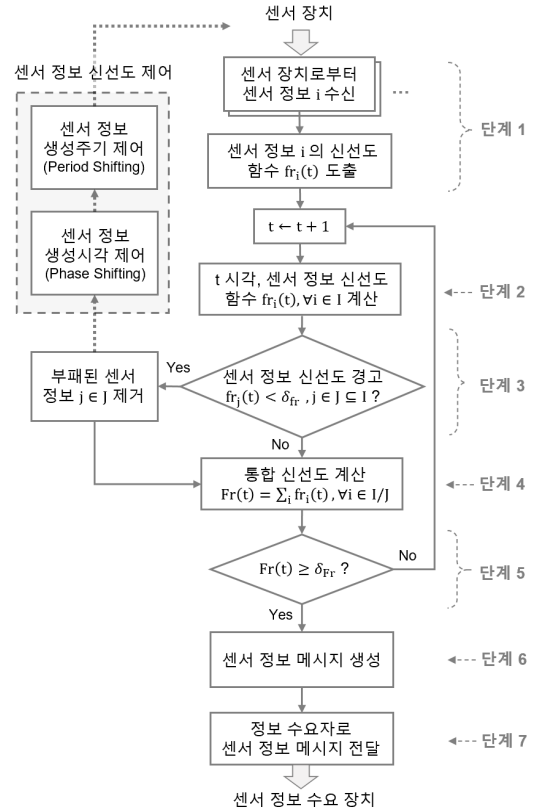 센서 장치
센서 정보 신선도 제어
센서 장치로부터
센서 정보 i 수신
...
단계 1
센서 정보
생성주기 제어
(Period Shifting)
센서 정보 i 의 신선도
함수 frᵢ(t) 도출
t ← t + 1
센서 정보
생성시각 제어
(Phase Shifting)
t 시각, 센서 정보 신선도
함수 frᵢ(t), ∀i ∈ I 계산
단계 2
부패된 센서
정보 j ∈ J 제거
Yes
센서 정보 신선도 경고
frⱼ(t) < δ_fr , j ∈ J ⊆ I ?
단계 3
No
통합 신선도 계산
Fr(t) = ∑ᵢ frᵢ(t) , ∀i ∈ I/J
단계 4
Fr(t) ≥ δ_Fr ?
No
단계 5
Yes
센서 정보 메시지 생성
단계 6
정보 수요자로
센서 정보 메시지 전달
단계 7
센서 정보 수요 장치